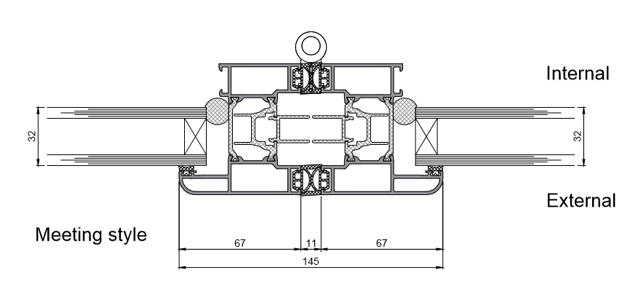 Internal
32
32
External
Meeting style
67
11
67
145